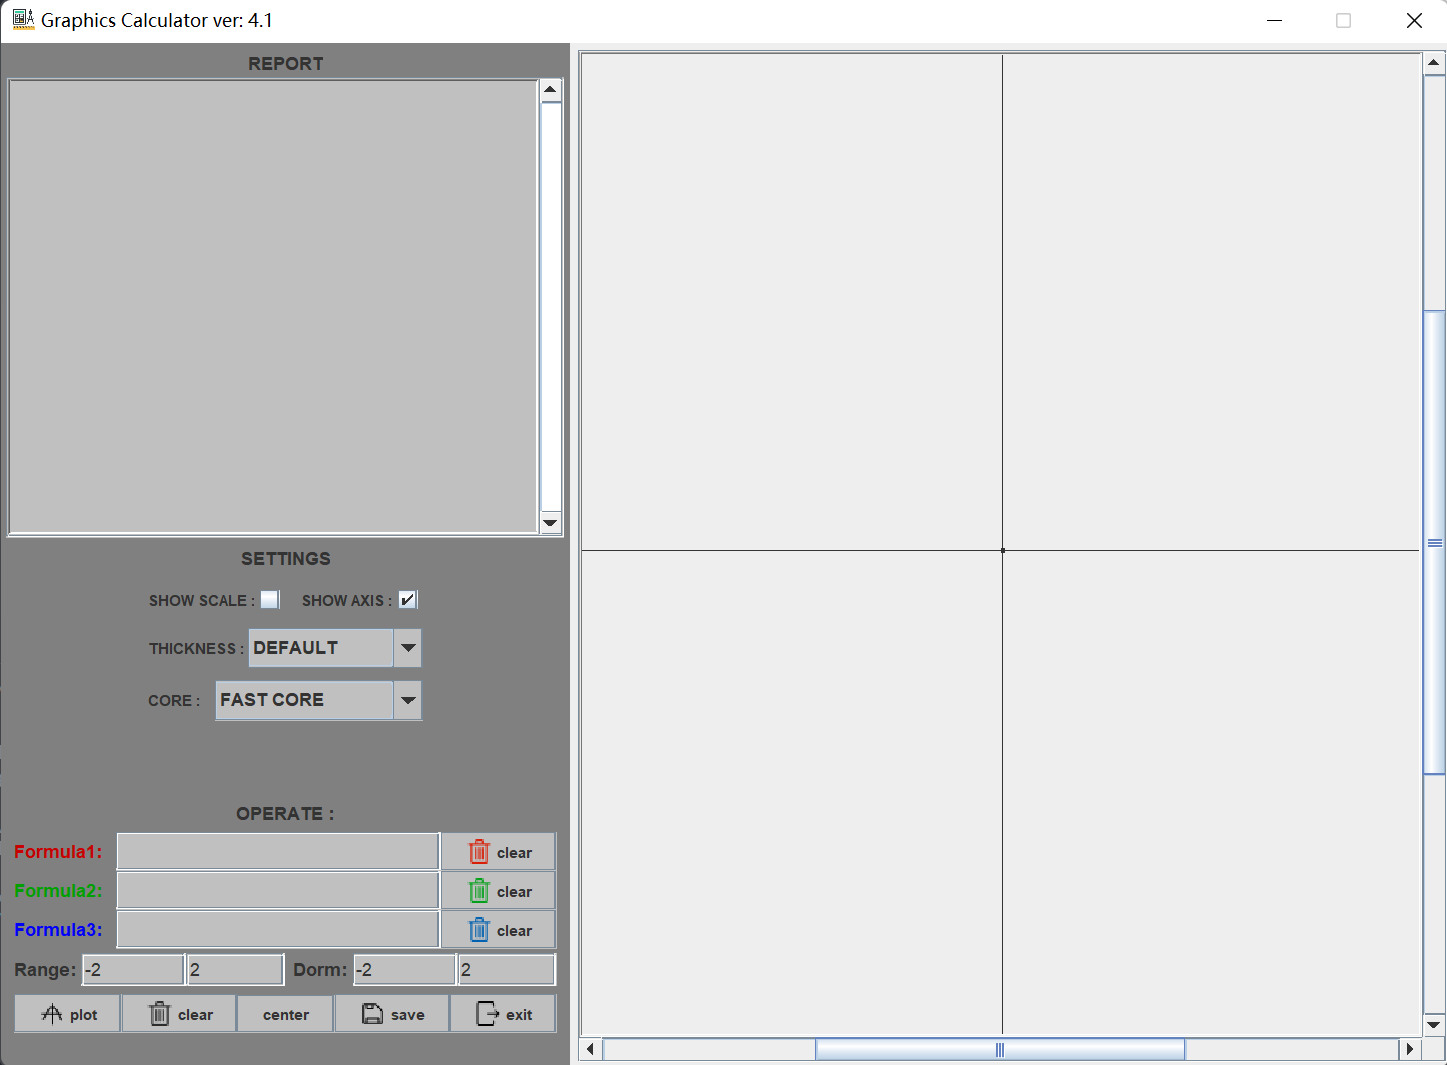 Graphics Calculator ver: 4.1
REPORT
SETTINGS
SHOW SCALE : SHOW AXIS :
THICKNESS : DEFAULT
CORE : FAST CORE
OPERATE :
Formula1: clear
Formula2: clear
Formula3: clear
Range: -2 2 Dorm: -2 2
plot clear center save exit